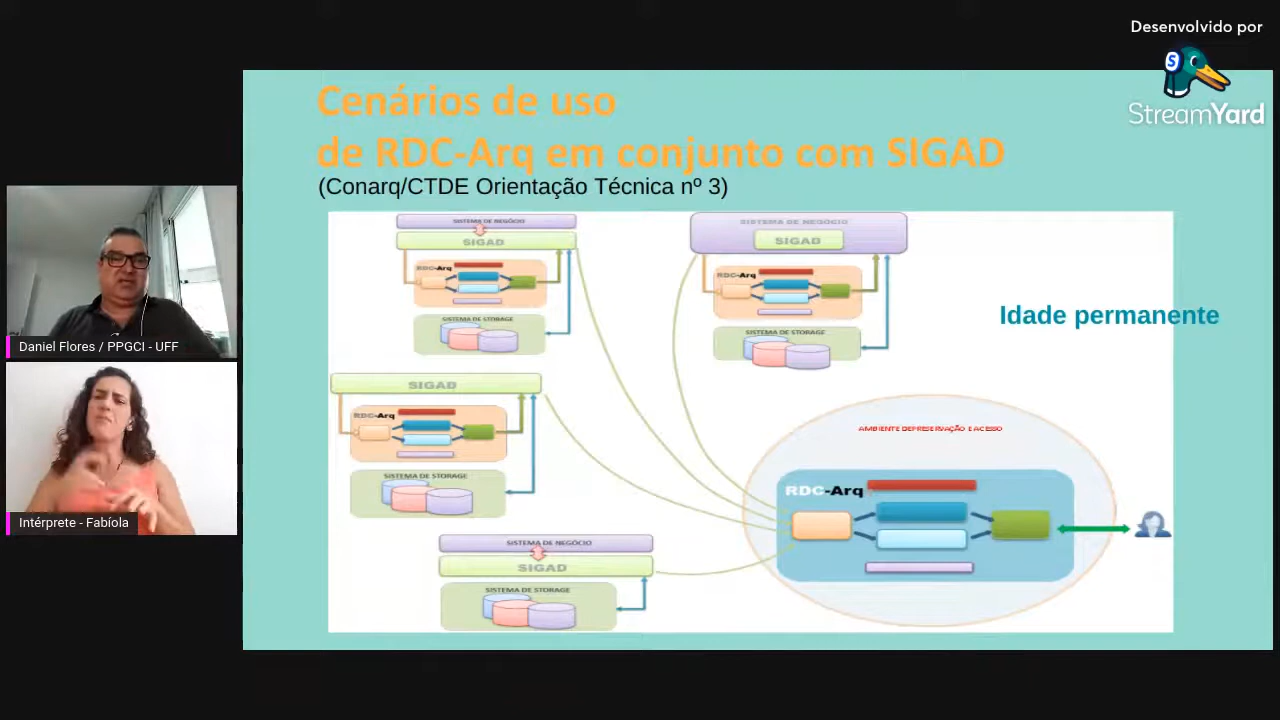 Desenvolvido por
StreamYard
Cenários de uso
de RDC-Arq em conjunto com SIGAD
(Conarq/CTDE Orientação Técnica nº 3)
SISTEMA DE NEGÓCIO
SIGAD
RDC-Arq
SISTEMA DE STORAGE
SISTEMA DE NEGÓCIO
SIGAD
RDC-Arq
SISTEMA DE STORAGE
Idade permanente
Daniel Flores / PPGCI - UFF
SIGAD
RDC-Arq
SISTEMA DE STORAGE
AMBIENTE DE PRESERVAÇÃO E ACESSO
RDC-Arq
Intérprete - Fabíola
SISTEMA DE NEGÓCIO
SIGAD
SISTEMA DE STORAGE